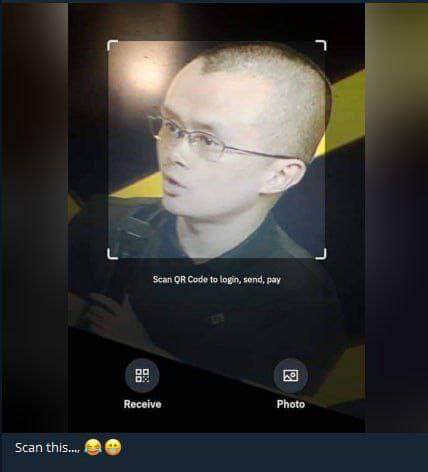 Scan QR Code to login, send, pay
Receive
Photo
Scan this..., 😂😁